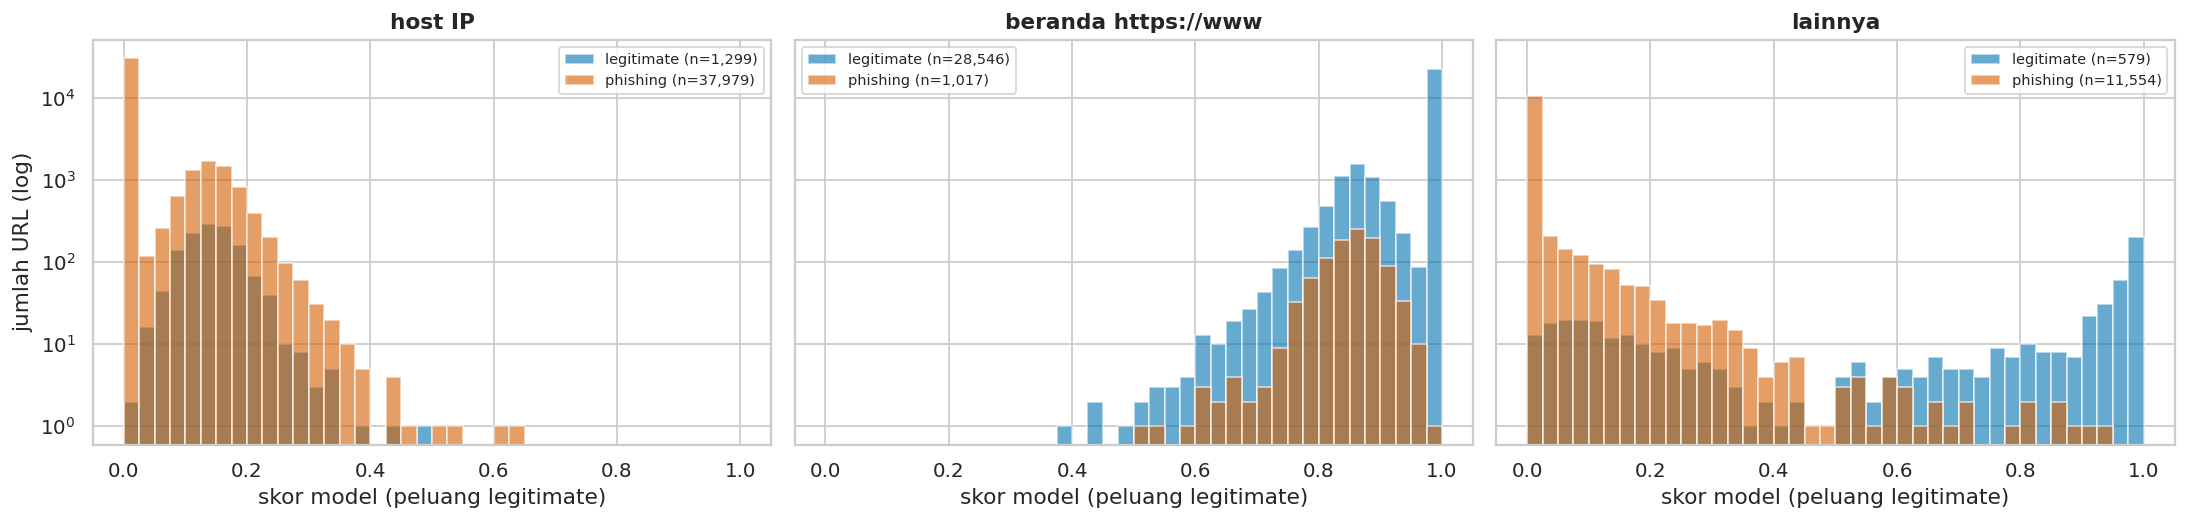 host IP
legitimate (n=1,299)
phishing (n=37,979)
jumlah URL (log)
10⁴
10³
10²
10¹
10⁰
0.0 0.2 0.4 0.6 0.8 1.0
skor model (peluang legitimate)
beranda https://www
legitimate (n=28,546)
phishing (n=1,017)
0.0 0.2 0.4 0.6 0.8 1.0
skor model (peluang legitimate)
lainnya
legitimate (n=579)
phishing (n=11,554)
0.0 0.2 0.4 0.6 0.8 1.0
skor model (peluang legitimate)